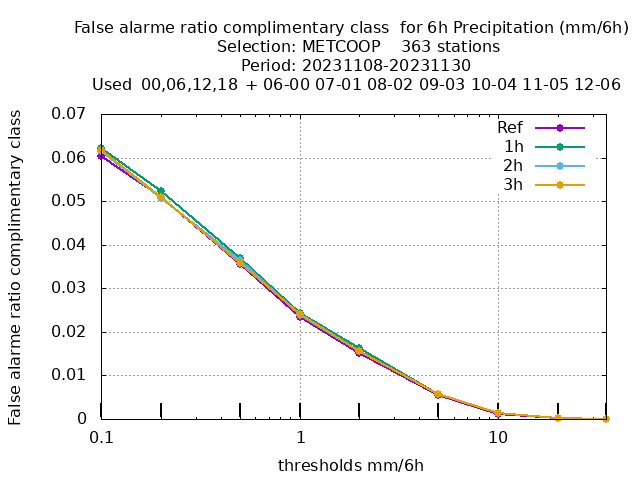 False alarme ratio complimentary class  for 6h Precipitation (mm/6h)
Selection: METCOOP    363 stations
Period: 20231108-20231130
Used  00,06,12,18  + 06-00 07-01 08-02 09-03 10-04 11-05 12-06
False alarme ratio complimentary class
0.07
0.06
0.05
0.04
0.03
0.02
0.01
0
Ref
1h
2h
3h
0.1
1
10
thresholds mm/6h